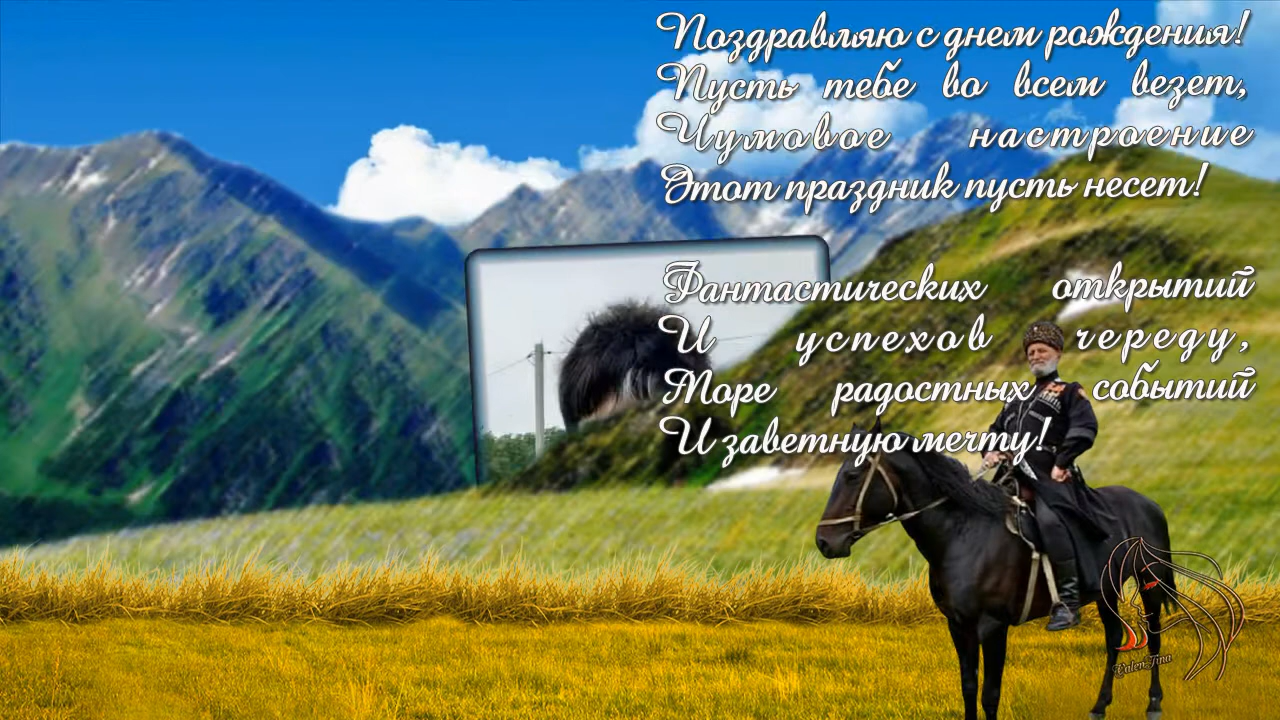 Поздравляю с днем рождения!
Пусть тебе во всем везет,
Чумовое настроение
Этот праздник пусть несет!
Фантастических открытий
И успехов череду,
Море радостных событий
И заветную мечту!
ValenTina